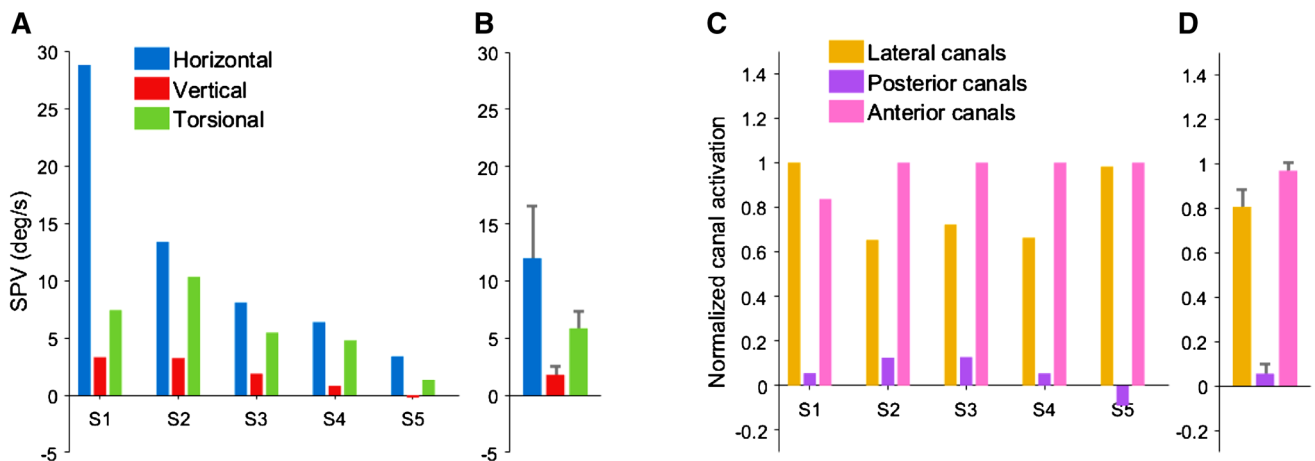 A
B
C
D
SPV (deg/s)
30
25
20
15
10
5
0
-5
Horizontal
Vertical
Torsional
S1
S2
S3
S4
S5
30
25
20
15
10
5
0
-5
Normalized canal activation
1.4
1.2
1
0.8
0.6
0.4
0.2
0
-0.2
Lateral canals
Posterior canals
Anterior canals
S1
S2
S3
S4
S5
1.4
1.2
1
0.8
0.6
0.4
0.2
0
-0.2